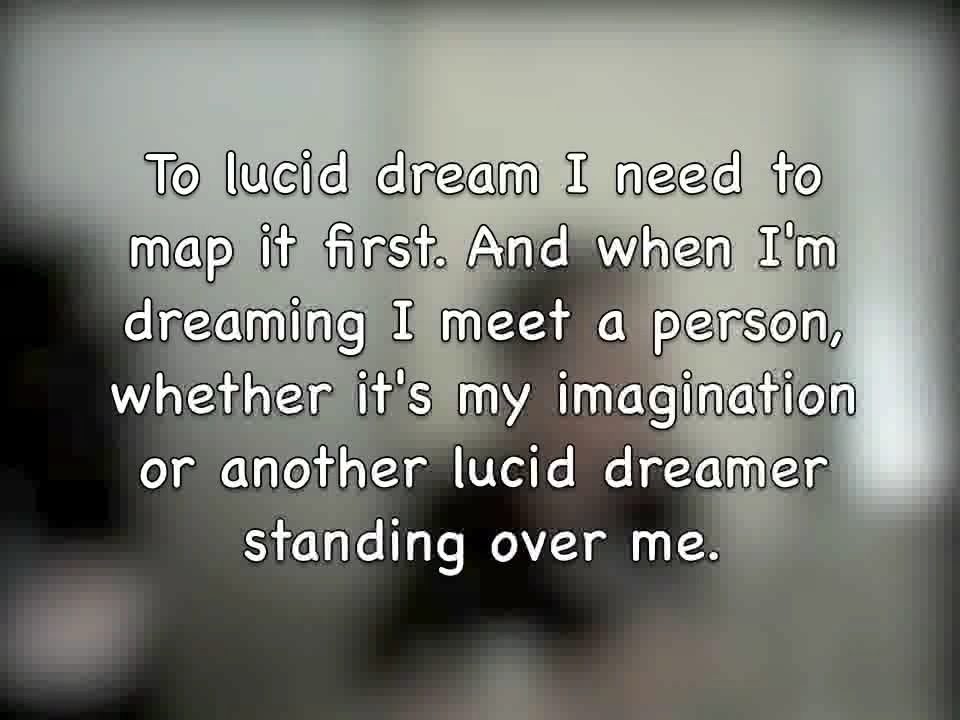 To lucid dream I need to
map it first. And when I'm
dreaming I meet a person,
whether it's my imagination
or another lucid dreamer
standing over me.